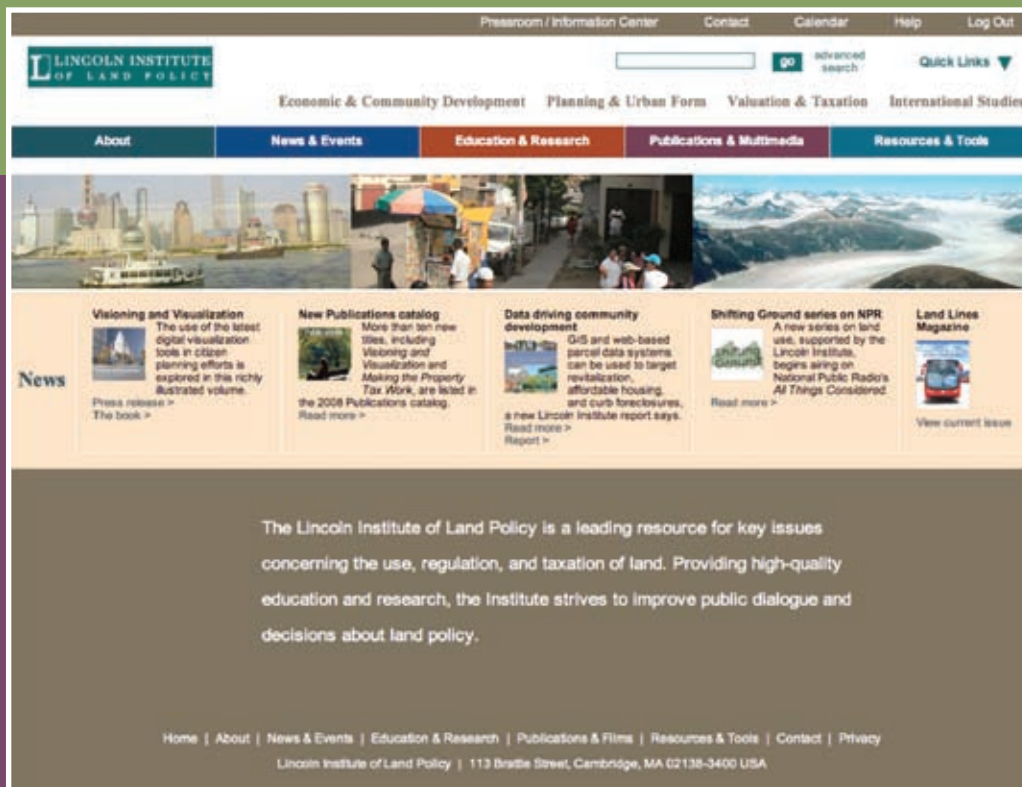 Pressroom / Information Center Contact Calendar Help Log Out
LINCOLN INSTITUTE
OF LAND POLICY
go advanced
search
Quick Links
Economic & Community Development Planning & Urban Form Valuation & Taxation International Studies
About News & Events Education & Research Publications & Multimedia Resources & Tools
News
Visioning and Visualization
The use of the latest
digital visualization
tools in citizen
planning efforts is
explored in this richly
illustrated volume.
Press release >
The book >
New Publications catalog
More than ten new
titles, including
Visioning and
Visualization and
Making the Property
Tax Work, are listed in
the 2008 Publications catalog.
Read more >
Data driving community
development
GIS and web-based
parcel data systems
can be used to target
revitalization,
affordable housing,
and curb foreclosures,
a new Lincoln Institute report says.
Read more >
Report >
Shifting Ground series on NPR
A new series on land
use, supported by the
Lincoln Institute,
begins airing on
National Public Radio's
All Things Considered
Read more >
Land Lines
Magazine
View current issue
The Lincoln Institute of Land Policy is a leading resource for key issues
concerning the use, regulation, and taxation of land. Providing high-quality
education and research, the Institute strives to improve public dialogue and
decisions about land policy.
Home | About | News & Events | Education & Research | Publications & Films | Resources & Tools | Contact | Privacy
Lincoln Institute of Land Policy | 113 Brattle Street, Cambridge, MA 02138-3400 USA